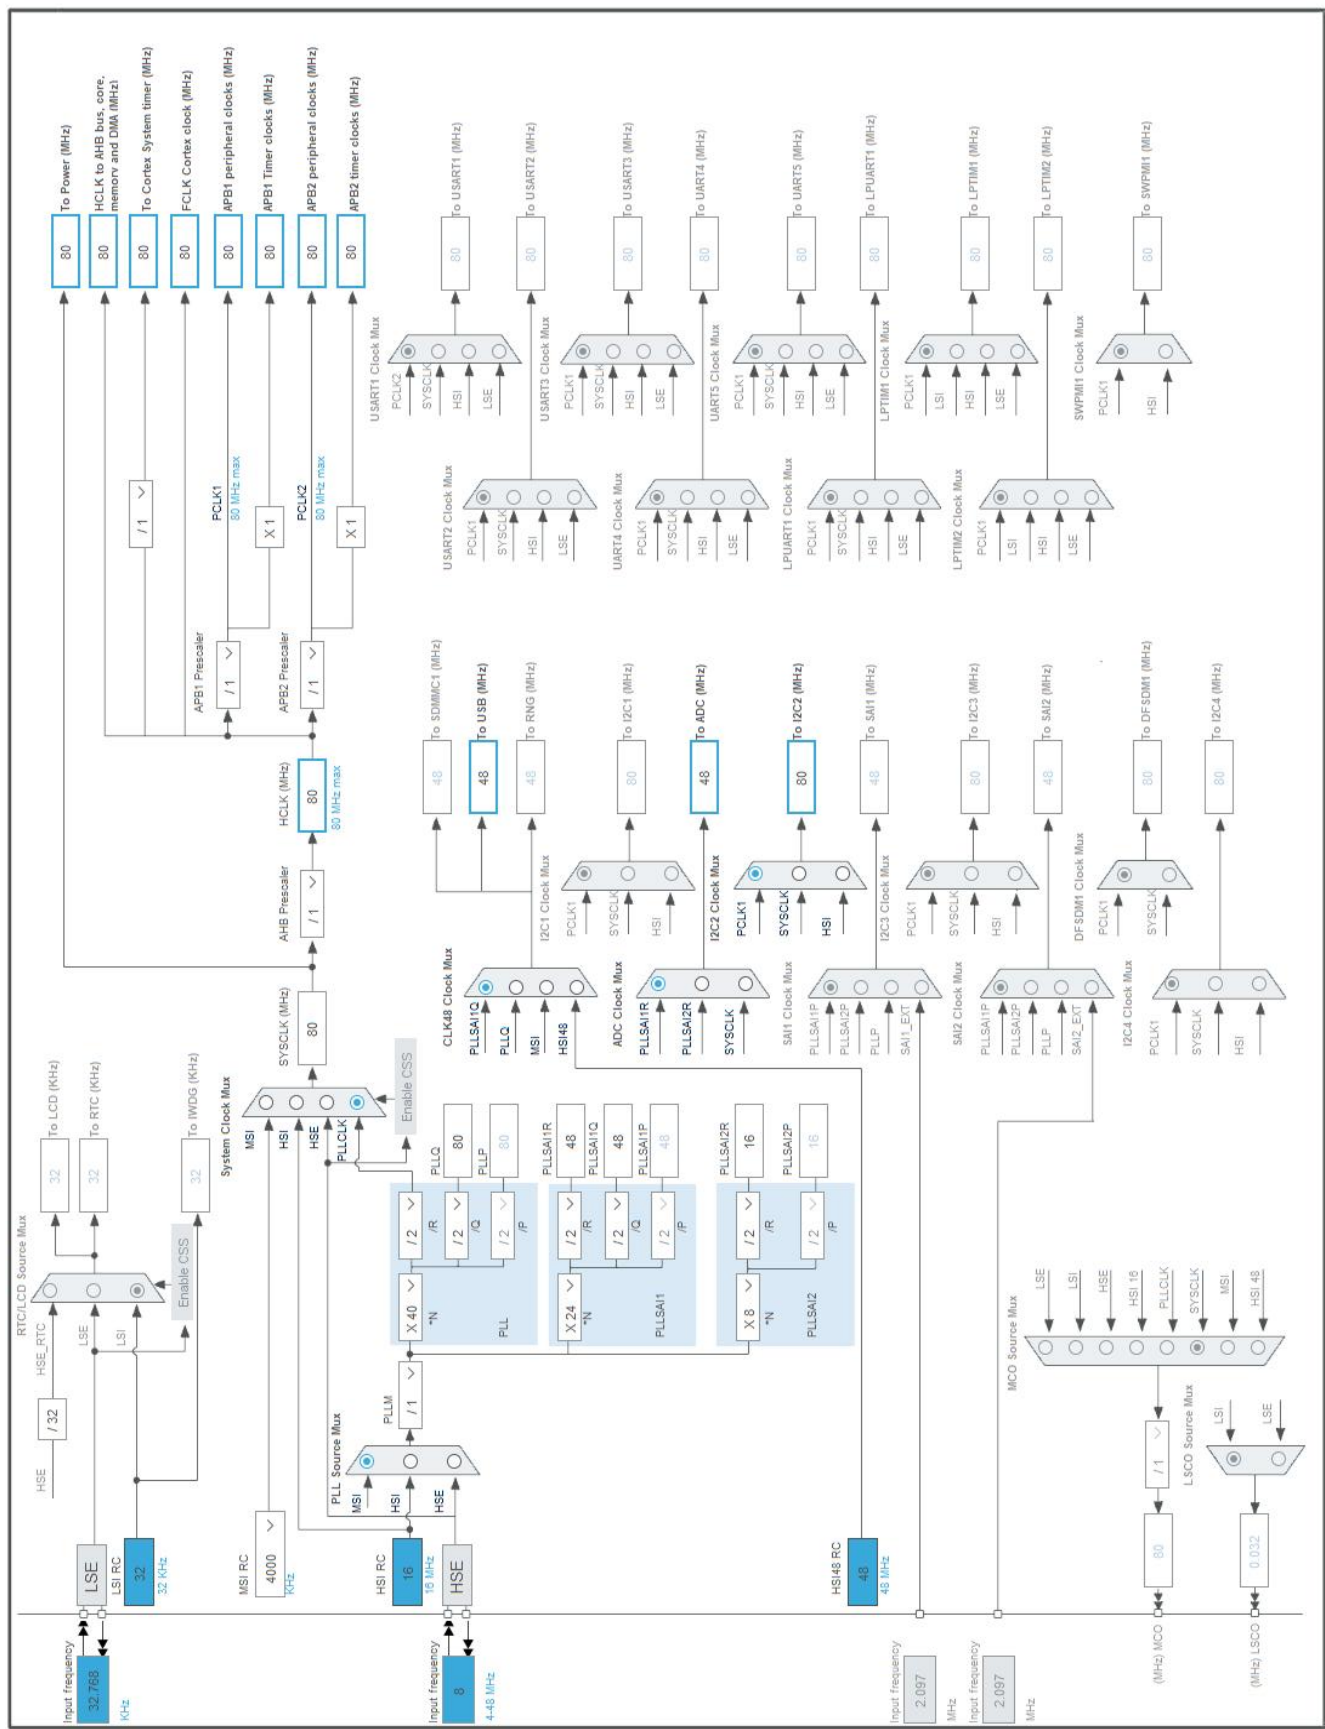 Input frequency
32.768
KHz
LSE
LSI RC
32
32 KHz
HSE
/ 32
HSE_RTC
LSE
LSI
RTC/LCD Source Mux
Enable CSS
32
To LCD (KHz)
32
To RTC (KHz)
32
To IWDG (KHz)
MSI RC
4000
KHz
HSI RC
16
16 MHz
Input frequency
8
4-48 MHz
HSE
PLL Source Mux
MSI
HSI
HSE
PLLM
/ 1
X 40
*N
PLL
/ 2
/R
/ 2
/Q
/ 2
/P
PLLQ
80
PLLP
80
X 24
*N
PLLSAI1
/ 2
/R
/ 2
/Q
/ 2
/P
PLLSAI1R
48
PLLSAI1Q
48
PLLSAI1P
48
X 8
*N
PLLSAI2
/ 2
/R
/ 2
/P
PLLSAI2R
16
PLLSAI2P
16
System Clock Mux
MSI
HSI
HSE
PLLCLK
Enable CSS
SYSCLK (MHz)
80
AHB Prescaler
/ 1
HCLK (MHz)
80
80 MHz max
APB1 Prescaler
/ 1
APB2 Prescaler
/ 1
/ 1
PCLK1
80 MHz max
X 1
PCLK2
80 MHz max
X 1
80
To Power (MHz)
80
HCLK to AHB bus, core,
memory and DMA (MHz)
80
To Cortex System timer (MHz)
80
FCLK Cortex clock (MHz)
80
APB1 peripheral clocks (MHz)
80
APB1 Timer clocks (MHz)
80
APB2 peripheral clocks (MHz)
80
APB2 timer clocks (MHz)
HSI48 RC
48
48 MHz
CLK48 Clock Mux
PLLSAI1Q
PLLQ
MSI
HSI48
48
To SDMMC1 (MHz)
48
To USB (MHz)
48
To RNG (MHz)
I2C1 Clock Mux
PCLK1
SYSCLK
HSI
80
To I2C1 (MHz)
ADC Clock Mux
PLLSAI1R
PLLSAI2R
SYSCLK
48
To ADC (MHz)
I2C2 Clock Mux
PCLK1
SYSCLK
HSI
80
To I2C2 (MHz)
SAI1 Clock Mux
PLLSAI1P
PLLSAI2P
PLLP
SAI1_EXT
48
To SAI1 (MHz)
I2C3 Clock Mux
PCLK1
SYSCLK
HSI
80
To I2C3 (MHz)
SAI2 Clock Mux
PLLSAI1P
PLLSAI2P
PLLP
SAI2_EXT
48
To SAI2 (MHz)
DFSDM1 Clock Mux
PCLK1
SYSCLK
80
To DFSDM1 (MHz)
I2C4 Clock Mux
PCLK1
SYSCLK
HSI
80
To I2C4 (MHz)
USART1 Clock Mux
PCLK2
SYSCLK
HSI
LSE
80
To USART1 (MHz)
USART2 Clock Mux
PCLK1
SYSCLK
HSI
LSE
80
To USART2 (MHz)
USART3 Clock Mux
PCLK1
SYSCLK
HSI
LSE
80
To USART3 (MHz)
UART4 Clock Mux
PCLK1
SYSCLK
HSI
LSE
80
To UART4 (MHz)
UART5 Clock Mux
PCLK1
SYSCLK
HSI
LSE
80
To UART5 (MHz)
LPUART1 Clock Mux
PCLK1
SYSCLK
HSI
LSE
80
To LPUART1 (MHz)
LPTIM1 Clock Mux
PCLK1
LSI
HSI
LSE
80
To LPTIM1 (MHz)
LPTIM2 Clock Mux
PCLK1
LSI
HSI
LSE
80
To LPTIM2 (MHz)
SWPMI1 Clock Mux
PCLK1
HSI
80
To SWPMI1 (MHz)
Input frequency
2.097
MHz
Input frequency
2.097
MHz
MCO Source Mux
LSE
LSI
HSE
HSI 16
PLLCLK
SYSCLK
MSI
HSI 48
/ 1
80
(MHz) MCO
LSCO Source Mux
LSI
LSE
0.032
(MHz) LSCO